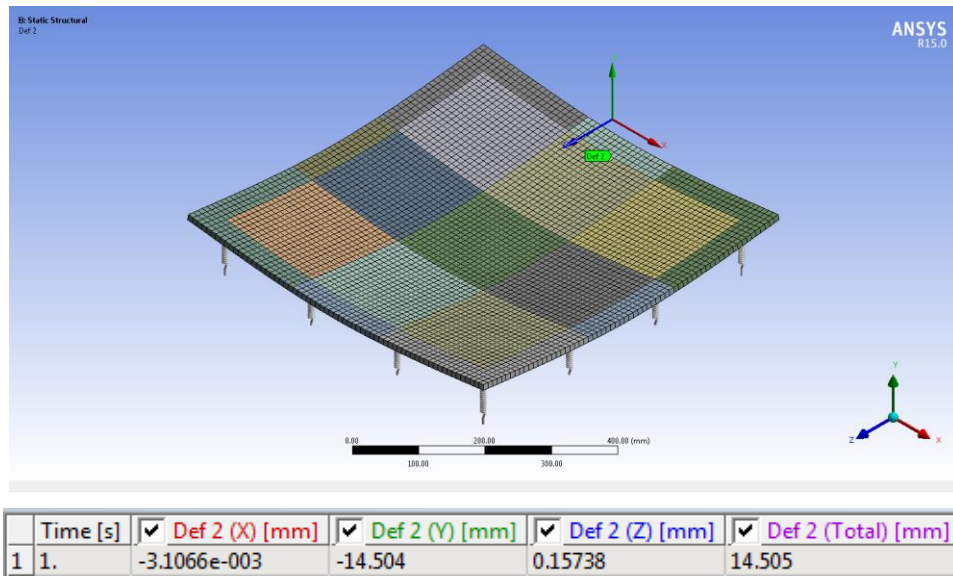 B: Static Structural
Def 2
ANSYS
R15.0
Y
X
Def 2
0.00 200.00 400.00 (mm)
100.00 300.00
Y
Z X
Time [s] Def 2 (X) [mm] Def 2 (Y) [mm] Def 2 (Z) [mm] Def 2 (Total) [mm]
1 1. -3.1066e-003 -14.504 0.15738 14.505